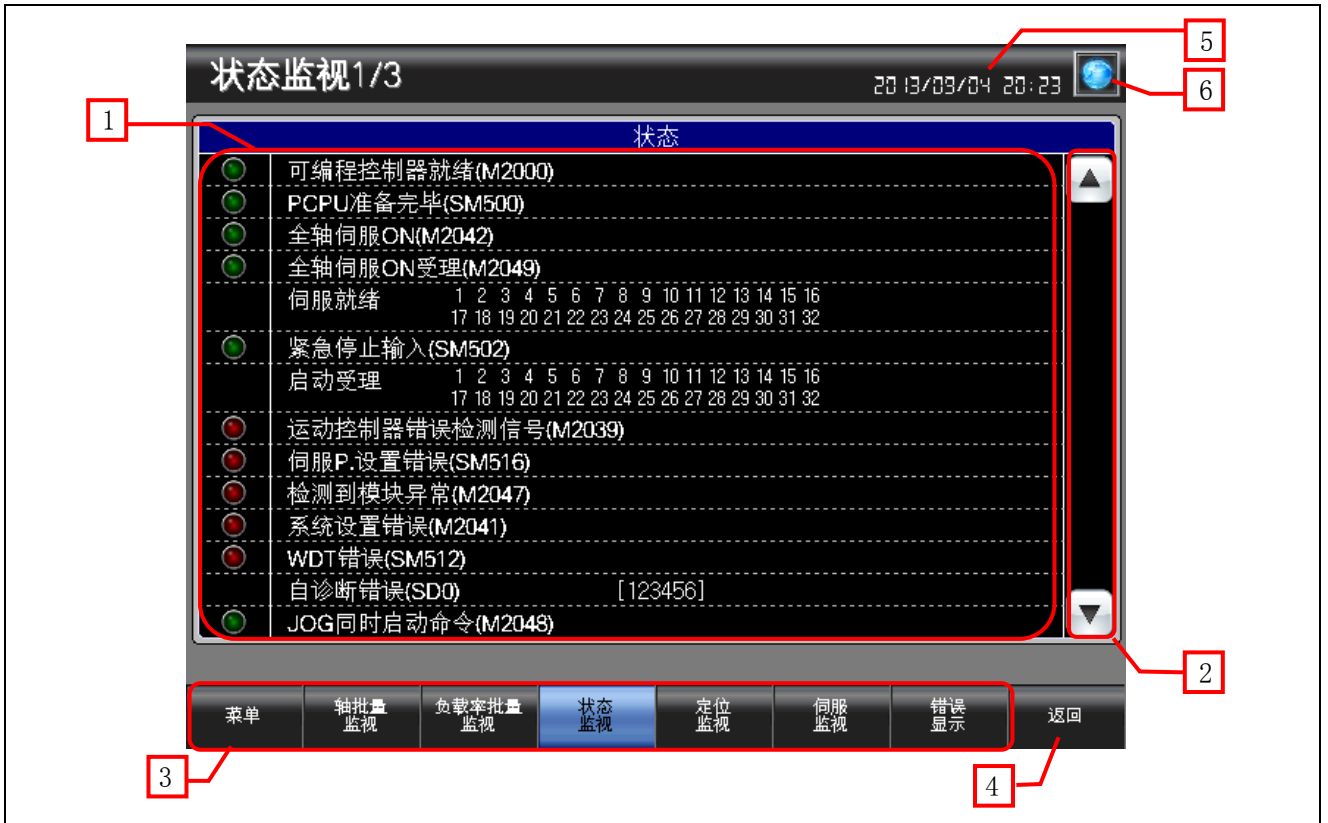 5
状态监视1/3
2013/09/04 20:23
6
1
状态
可编程控制器就绪(M2000)
PCPU准备完毕(SM500)
全轴伺服ON(M2042)
全轴伺服ON受理(M2049)
伺服就绪 1 2 3 4 5 6 7 8 9 10 11 12 13 14 15 16
17 18 19 20 21 22 23 24 25 26 27 28 29 30 31 32
紧急停止输入(SM502)
启动受理 1 2 3 4 5 6 7 8 9 10 11 12 13 14 15 16
17 18 19 20 21 22 23 24 25 26 27 28 29 30 31 32
运动控制器错误检测信号(M2039)
伺服P.设置错误(SM516)
检测到模块异常(M2047)
系统设置错误(M2041)
WDT错误(SM512)
自诊断错误(SD0) [123456]
JOG同时启动命令(M2048)
2
菜单
轴批量
监视
负载率批量
监视
状态
监视
定位
监视
伺服
监视
错误
显示
返回
3
4